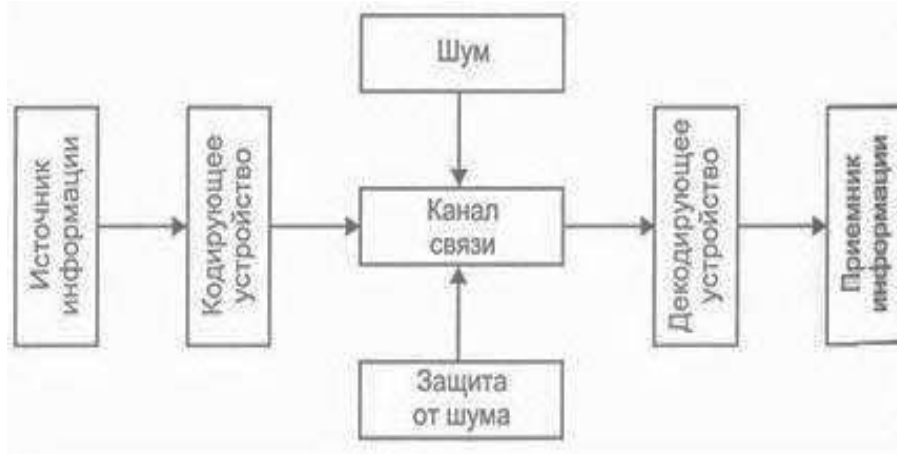 Шум
Источник
информации
Кодирующее
устройство
Канал
связи
Декодирующее
устройство
Приемник
информации
Защита
от шума